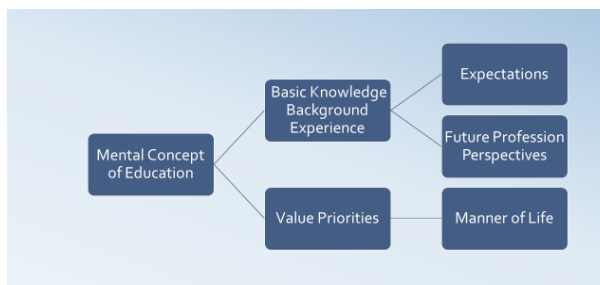 Mental Concept
of Education
Basic Knowledge
Background
Experience
Expectations
Future Profession
Perspectives
Value Priorities
Manner of Life